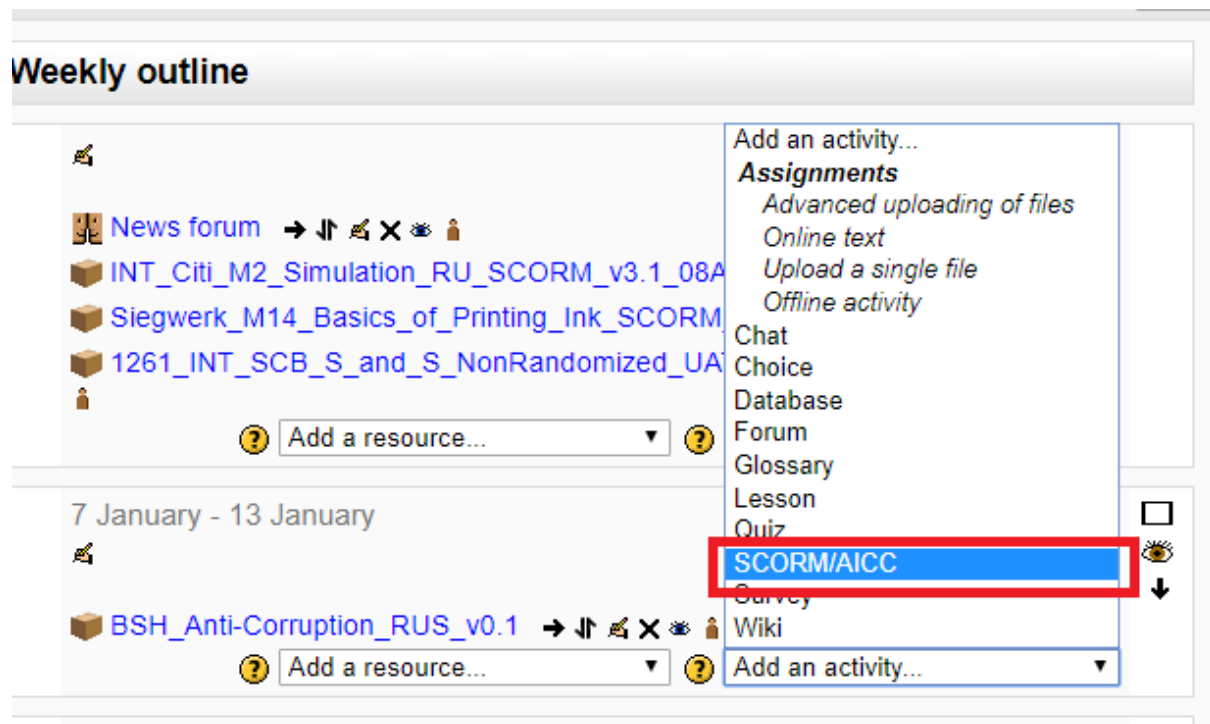 Weekly outline
News forum
INT_Citi_M2_Simulation_RU_SCORM_v3.1_08A
Siegwerk_M14_Basics_of_Printing_Ink_SCORM_
1261_INT_SCB_S_and_S_NonRandomized_UAT
Add a resource...
Add an activity...
Assignments
Advanced uploading of files
Online text
Upload a single file
Offline activity
Chat
Choice
Database
Forum
Glossary
Lesson
Quiz
SCORM/AICC
Survey
Wiki
7 January - 13 January
BSH_Anti-Corruption_RUS_v0.1
Add a resource...
Add an activity...